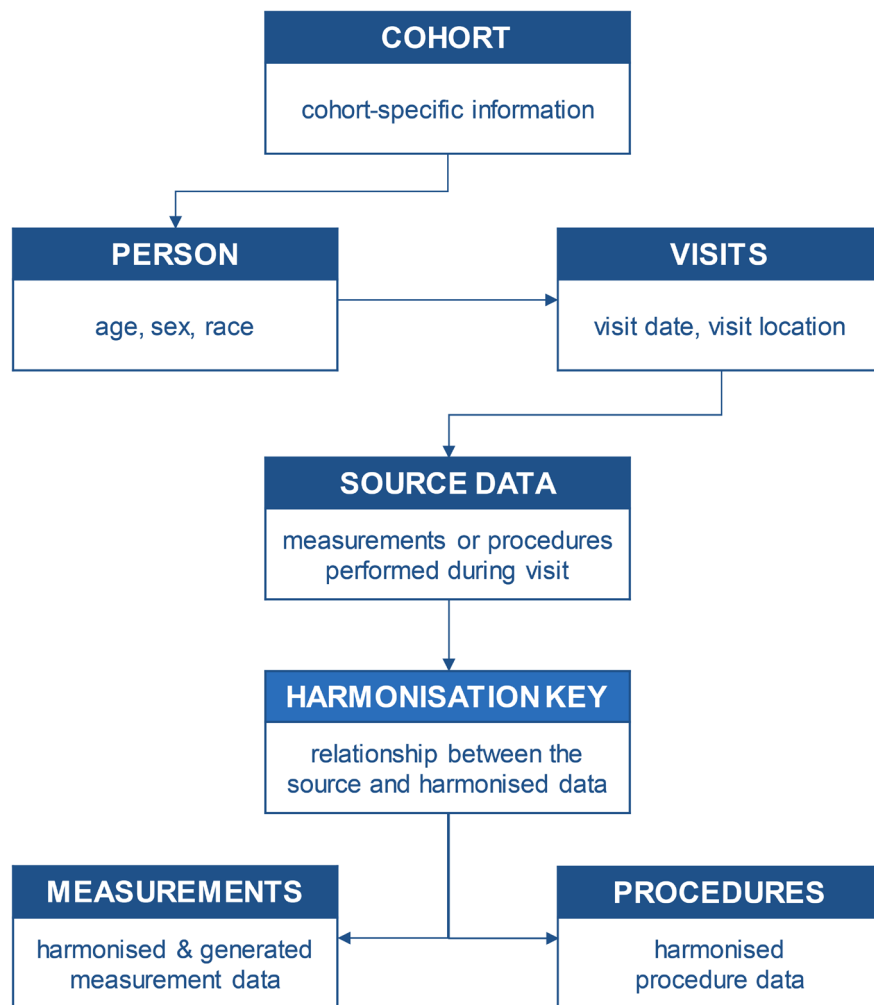 COHORT
cohort-specific information
PERSON
age, sex, race
VISITS
visit date, visit location
SOURCE DATA
measurements or procedures
performed during visit
HARMONISATION KEY
relationship between the
source and harmonised data
MEASUREMENTS
harmonised & generated
measurement data
PROCEDURES
harmonised
procedure data